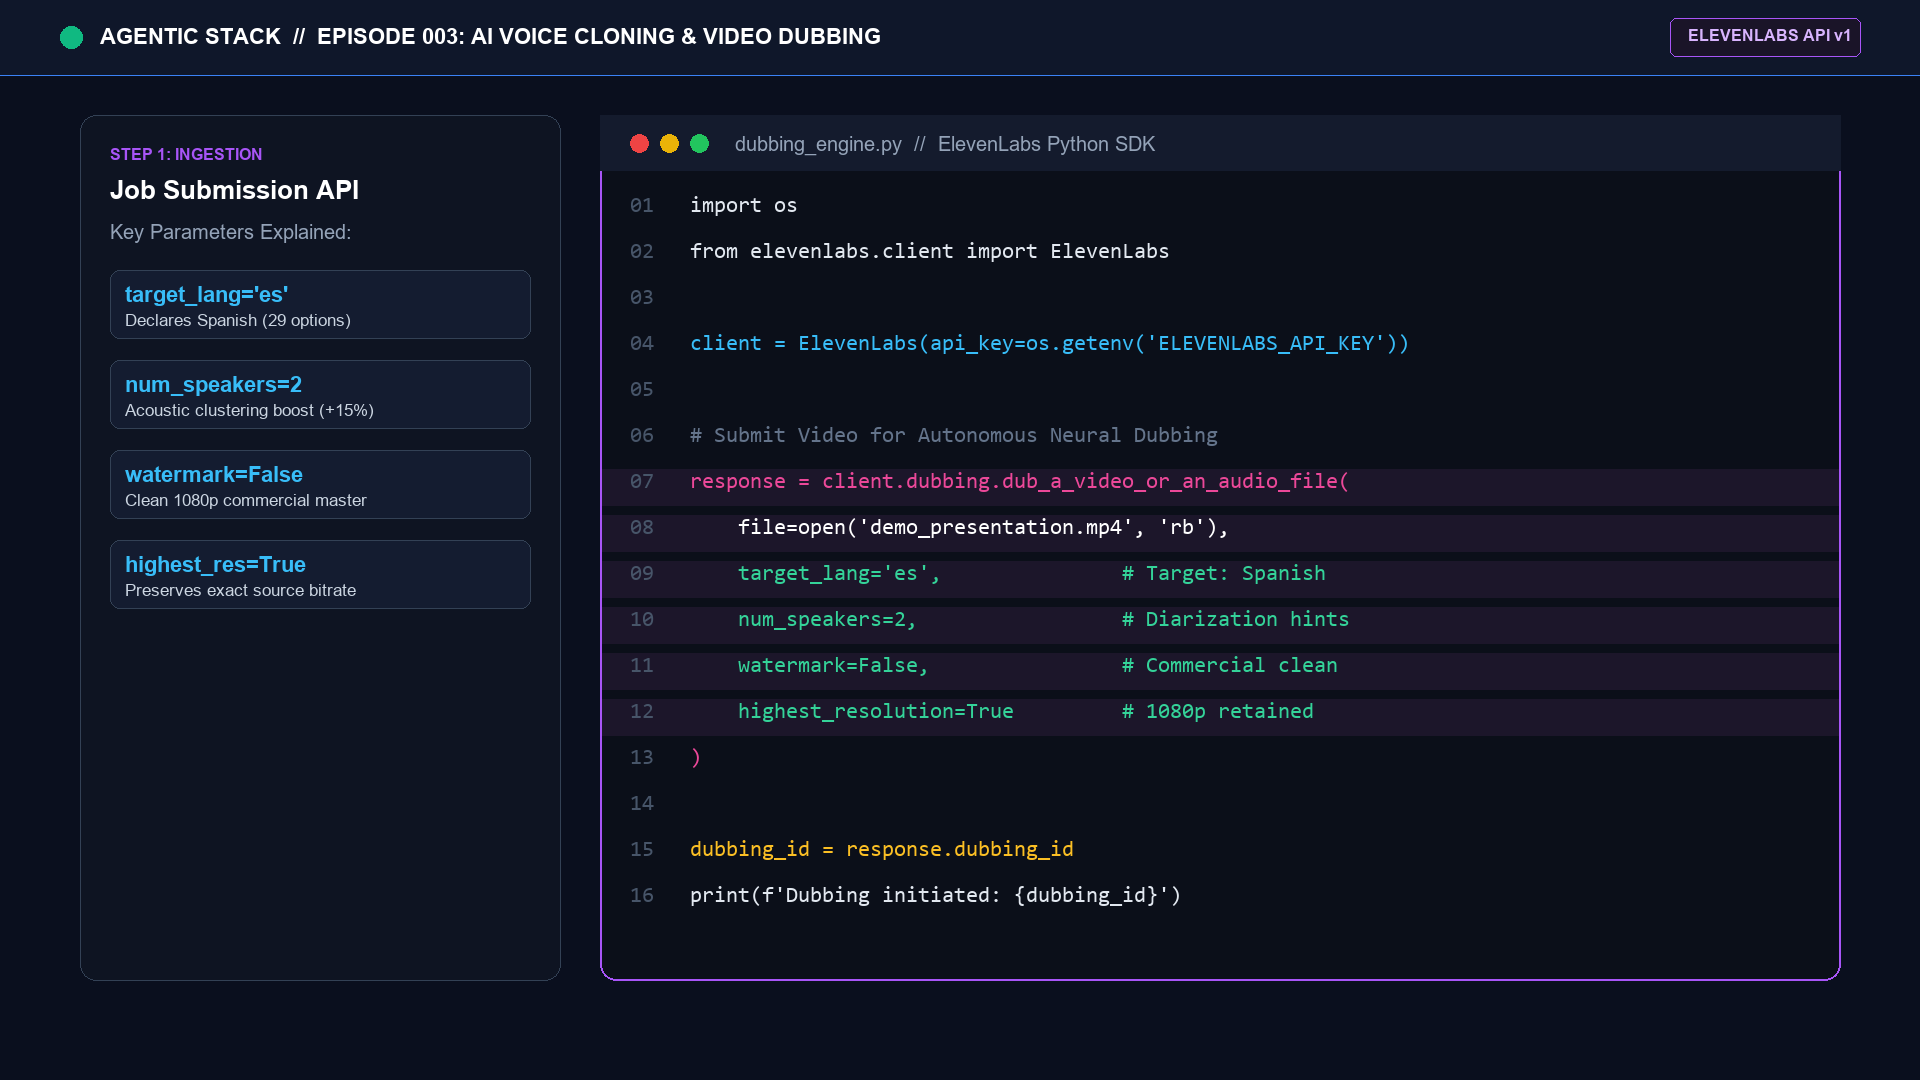 AGENTIC STACK // EPISODE 003: AI VOICE CLONING & VIDEO DUBBING
ELEVENLABS API v1
STEP 1: INGESTION
Job Submission API
Key Parameters Explained:
target_lang='es'
Declares Spanish (29 options)
num_speakers=2
Acoustic clustering boost (+15%)
watermark=False
Clean 1080p commercial master
highest_res=True
Preserves exact source bitrate
dubbing_engine.py // ElevenLabs Python SDK
01 import os
02 from elevenlabs.client import ElevenLabs
03
04 client = ElevenLabs(api_key=os.getenv('ELEVENLABS_API_KEY'))
05
06 # Submit Video for Autonomous Neural Dubbing
07 response = client.dubbing.dub_a_video_or_an_audio_file(
08     file=open('demo_presentation.mp4', 'rb'),
09     target_lang='es',               # Target: Spanish
10     num_speakers=2,                 # Diarization hints
11     watermark=False,                # Commercial clean
12     highest_resolution=True         # 1080p retained
13 )
14
15 dubbing_id = response.dubbing_id
16 print(f'Dubbing initiated: {dubbing_id}')